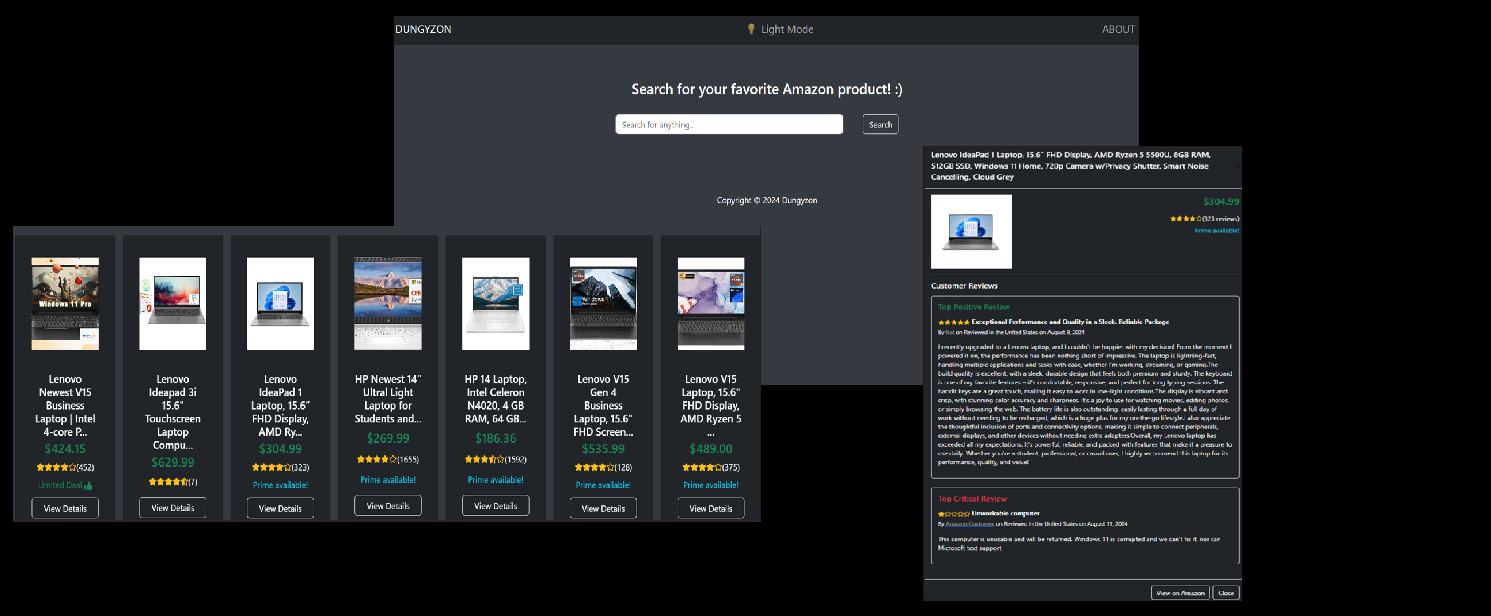 DUNGYZON
Light Mode
ABOUT
Search for your favorite Amazon product! :)
Search for anything...
Search
Copyright © 2024 Dungyzon
Windows 11 Pro
Lenovo
Newest V15
Business
Laptop | Intel
4-core P...
$424.15
(452)
Limited Deal
View Details
Lenovo
Ideapad 3i
15.6"
Touchscreen
Laptop
Compu...
$629.99
(7)
View Details
Lenovo
IdeaPad 1
Laptop, 15.6"
FHD Display,
AMD Ry...
$304.99
(323)
Prime available!
View Details
HP Newest 14"
Ultral Light
Laptop for
Students and...
$269.99
(1655)
Prime available!
View Details
HP 14 Laptop,
Intel Celeron
N4020, 4 GB
RAM, 64 GB...
$186.36
(1592)
Prime available!
View Details
Lenovo V15
Gen 4
Business
Laptop, 15.6"
FHD Screen...
$535.99
(128)
Prime available!
View Details
Lenovo V15
Laptop, 15.6"
FHD Display,
AMD Ryzen 5
...
$489.00
(375)
Prime available!
View Details
Lenovo IdeaPad 1 Laptop, 15.6" FHD Display, AMD Ryzen 5 5500U, 8GB RAM,
512GB SSD, Windows 11 Home, 720p Camera w/Privacy Shutter, Smart Noise
Cancelling, Cloud Grey
$304.99
(323 reviews)
Prime available!
Customer Reviews
Top Positive Review
Exceptional Performance and Quality in a Sleek, Reliable Package
By Kai on Reviewed in the United States on August 9, 2024
I recently upgraded to a Lenovo laptop, and I couldn't be happier with my decision! From the moment I
powered it on, the performance has been nothing short of impressive. The laptop is lightning-fast,
handling multiple applications and tasks with ease, whether I'm working, streaming, or gaming.The
build quality is excellent, with a sleek, durable design that feels both premium and sturdy. The keyboard
is one of my favorite features – it's comfortable, responsive, and perfect for long typing sessions. The
backlit keys are a great touch, making it easy to work in low-light conditions.The display is vibrant and
crisp, with stunning color accuracy and sharpness. It's a joy to use for watching movies, editing photos,
or simply browsing the web. The battery life is also outstanding, easily lasting through a full day of
work without needing to be recharged, which is a huge plus for my on-the-go lifestyle.I also appreciate
the thoughtful inclusion of ports and connectivity options, making it simple to connect peripherals,
external displays, and other devices without needing extra adapters.Overall, my Lenovo laptop has
exceeded all my expectations. It's powerful, reliable, and packed with features that make it a pleasure to
use daily. Whether you're a student, professional, or casual user, I highly recommend this laptop for its
performance, quality, and value!
Top Critical Review
Unworkable computer
By Amazon Customer on Reviewed in the United States on August 11, 2024
This computer is unusable and will be returned. Windows 11 is corrupted and we can't fix it, nor can
Microsoft text support
View on Amazon
Close